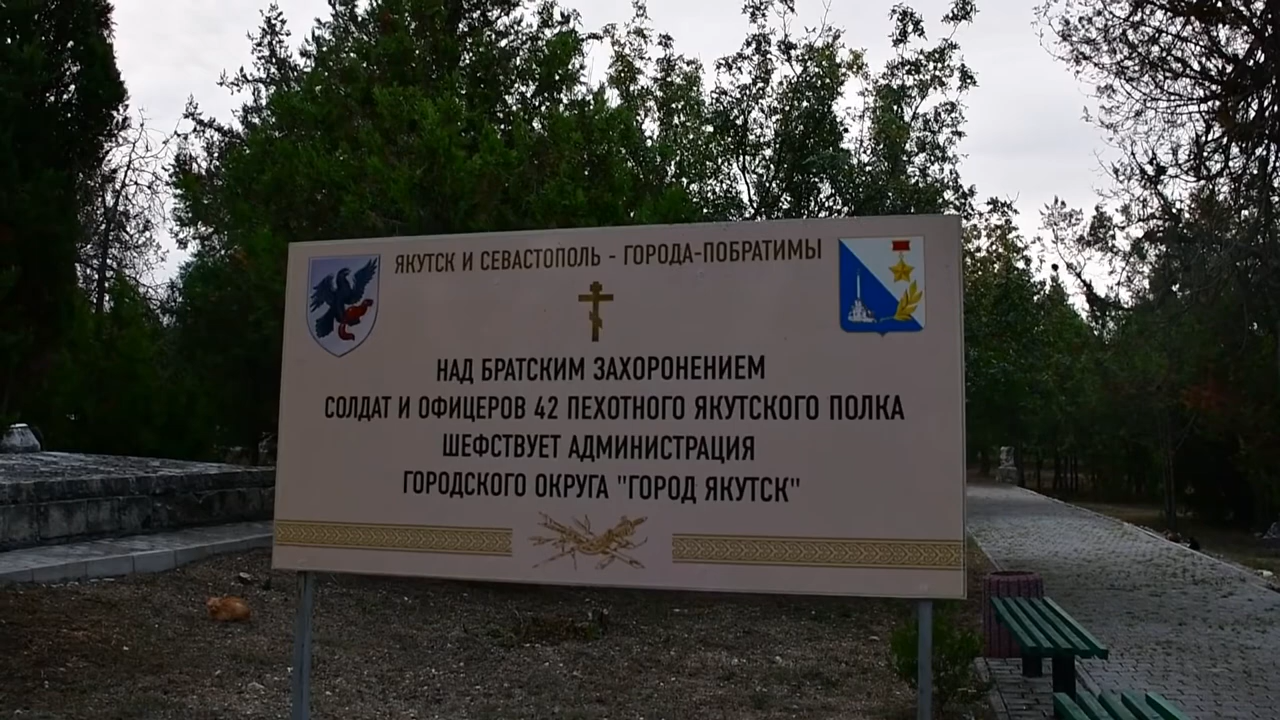 ЯКУТСК И СЕВАСТОПОЛЬ - ГОРОДА-ПОБРАТИМЫ
НАД БРАТСКИМ ЗАХОРОНЕНИЕМ
СОЛДАТ И ОФИЦЕРОВ 42 ПЕХОТНОГО ЯКУТСКОГО ПОЛКА
ШЕФСТВУЕТ АДМИНИСТРАЦИЯ
ГОРОДСКОГО ОКРУГА "ГОРОД ЯКУТСК"